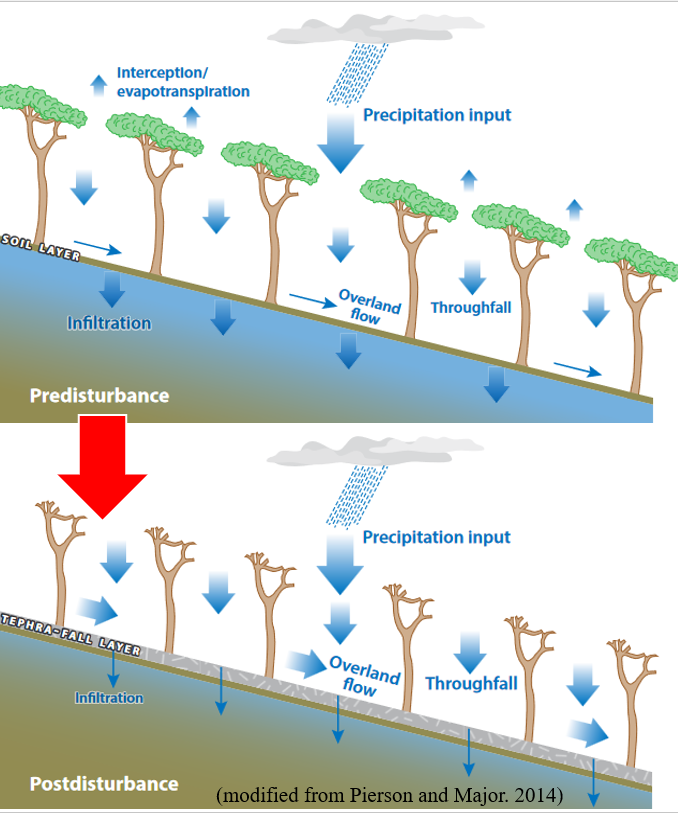 Interception/
evapotranspiration
Precipitation input
SOIL LAYER
Overland
flow
Throughfall
Infiltration
Predisturbance
Precipitation input
TEPHRA-FALL LAYER
Overland
flow
Throughfall
Infiltration
Postdisturbance
(modified from Pierson and Major. 2014)